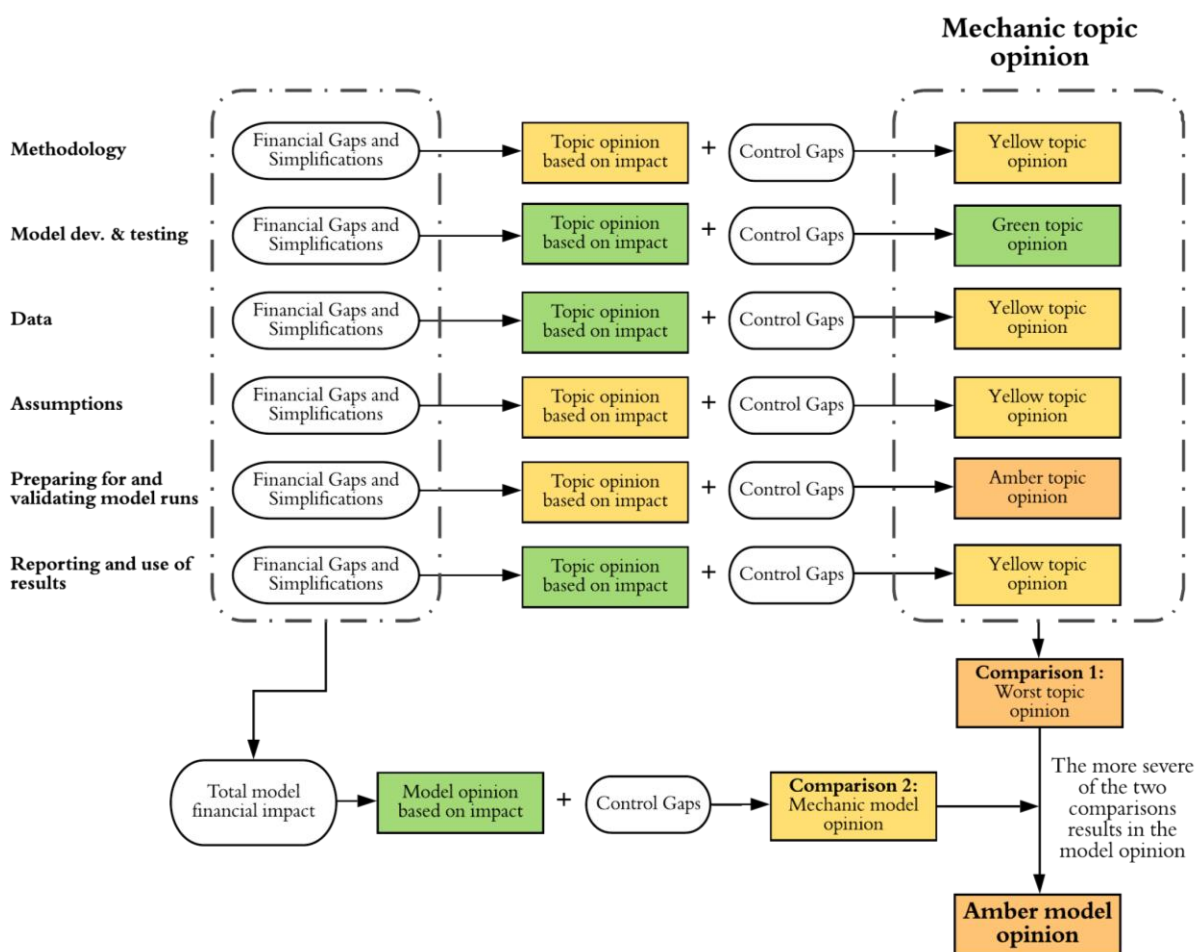 Mechanic topic
opinion
Methodology
Financial Gaps and
Simplifications
Topic opinion
based on impact
+
Control Gaps
Yellow topic
opinion
Model dev. & testing
Financial Gaps and
Simplifications
Topic opinion
based on impact
+
Control Gaps
Green topic
opinion
Data
Financial Gaps and
Simplifications
Topic opinion
based on impact
+
Control Gaps
Yellow topic
opinion
Assumptions
Financial Gaps and
Simplifications
Topic opinion
based on impact
+
Control Gaps
Yellow topic
opinion
Preparing for and
validating model runs
Financial Gaps and
Simplifications
Topic opinion
based on impact
+
Control Gaps
Amber topic
opinion
Reporting and use of
results
Financial Gaps and
Simplifications
Topic opinion
based on impact
+
Control Gaps
Yellow topic
opinion
Comparison 1:
Worst topic
opinion
Total model
financial impact
Model opinion
based on impact
+
Control Gaps
Comparison 2:
Mechanic model
opinion
The more severe
of the two
comparisons
results in the
model opinion
Amber model
opinion